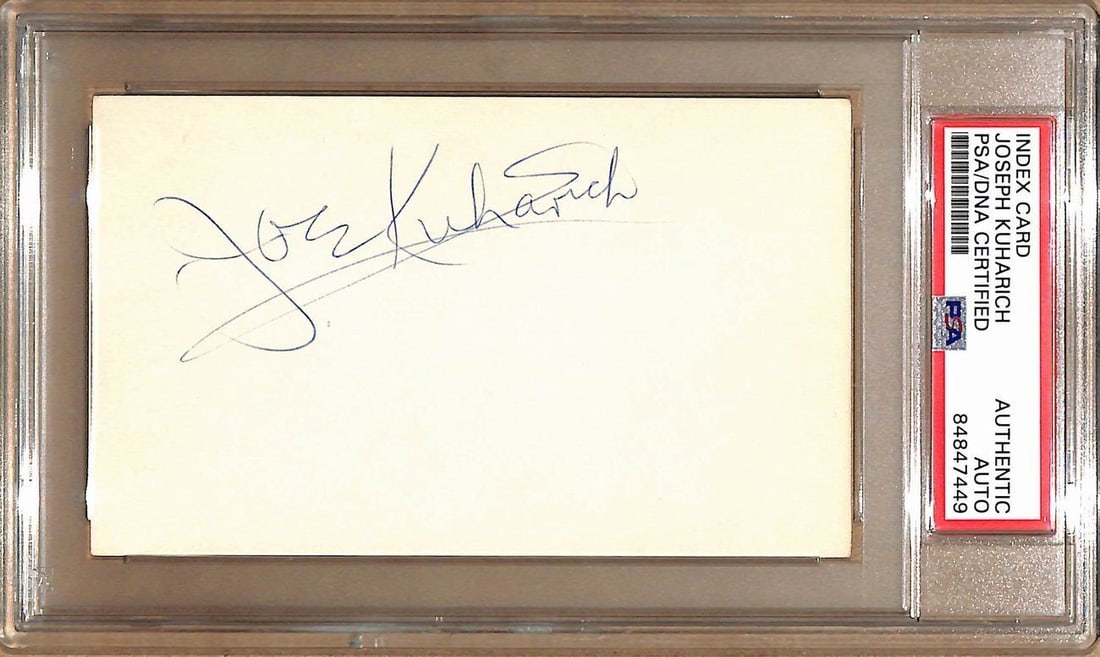 Joe Kuharich
INDEX CARD
JOSEPH KUHARICH
PSA/DNA CERTIFIED
AUTHENTIC
AUTO
84847449
PSA